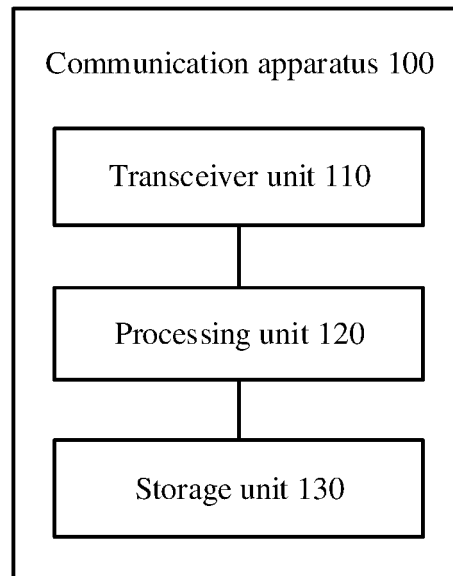 Communication apparatus 100
Transceiver unit 110
Processing unit 120
Storage unit 130